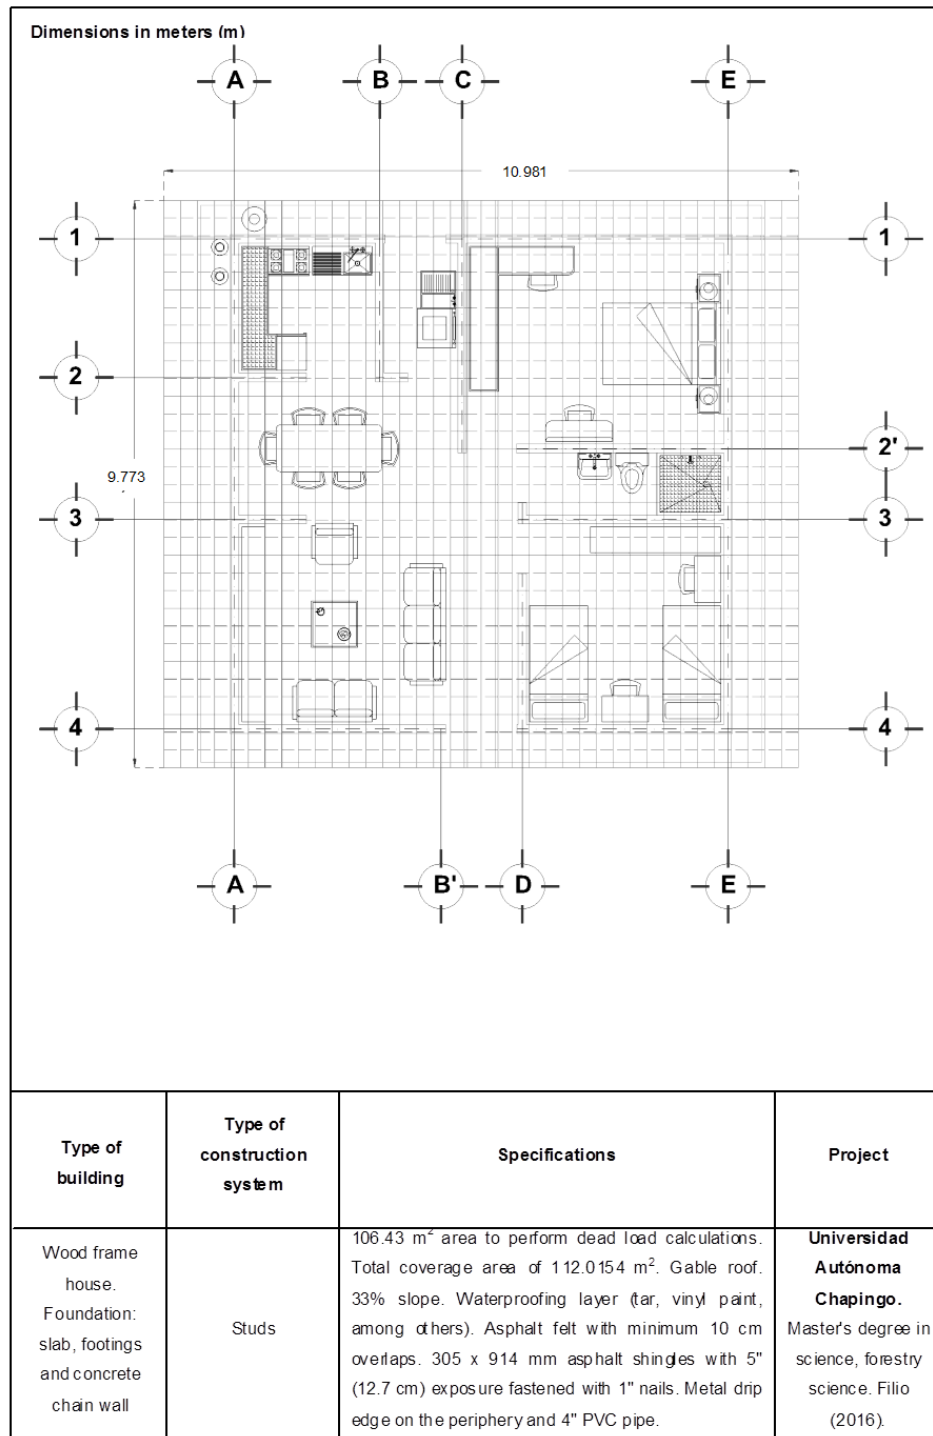 Dimensions in meters (m)
A B C E
10.981
1 1
2
2'
9.773
3 3
4 4
A B' D E
Type of building
Type of construction system
Specifications
Project
Wood frame
house.
Foundation:
slab, footings
and concrete
chain wall
Studs
106.43 m² area to perform dead load calculations.
Total coverage area of 112.0154 m². Gable roof.
33% slope. Waterproofing layer (tar, vinyl paint,
among others). Asphalt felt with minimum 10 cm
overlaps. 305 x 914 mm asphalt shingles with 5"
(12.7 cm) exposure fastened with 1" nails. Metal drip
edge on the periphery and 4" PVC pipe.
Universidad
Autónoma
Chapingo.
Master's degree in
science, forestry
science. Filio
(2016).